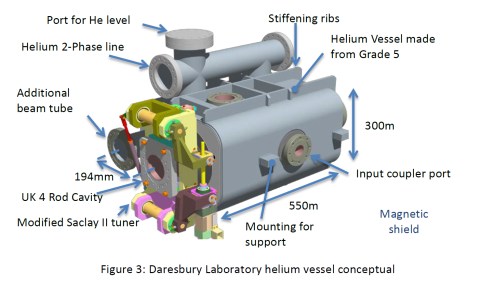 Port for He level
Helium 2-Phase line
Additional
beam tube
194mm
UK 4 Rod Cavity
Modified Saclay II tuner
Stiffening ribs
Helium Vessel made
from Grade 5
300m
Input coupler port
550m
Mounting for
support
Magnetic
shield
Figure 3: Daresbury Laboratory helium vessel conceptual